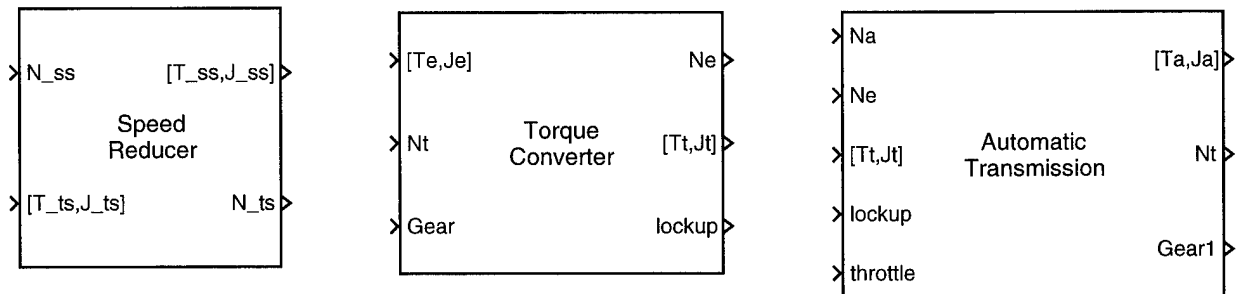 N_ss
[T_ss,J_ss]
Speed
Reducer
[T_ts,J_ts]
N_ts
[Te,Je]
Ne
Nt
Torque
Converter
[Tt,Jt]
Gear
lockup
Na
[Ta,Ja]
Ne
Automatic
Transmission
[Tt,Jt]
Nt
lockup
Gear1
throttle